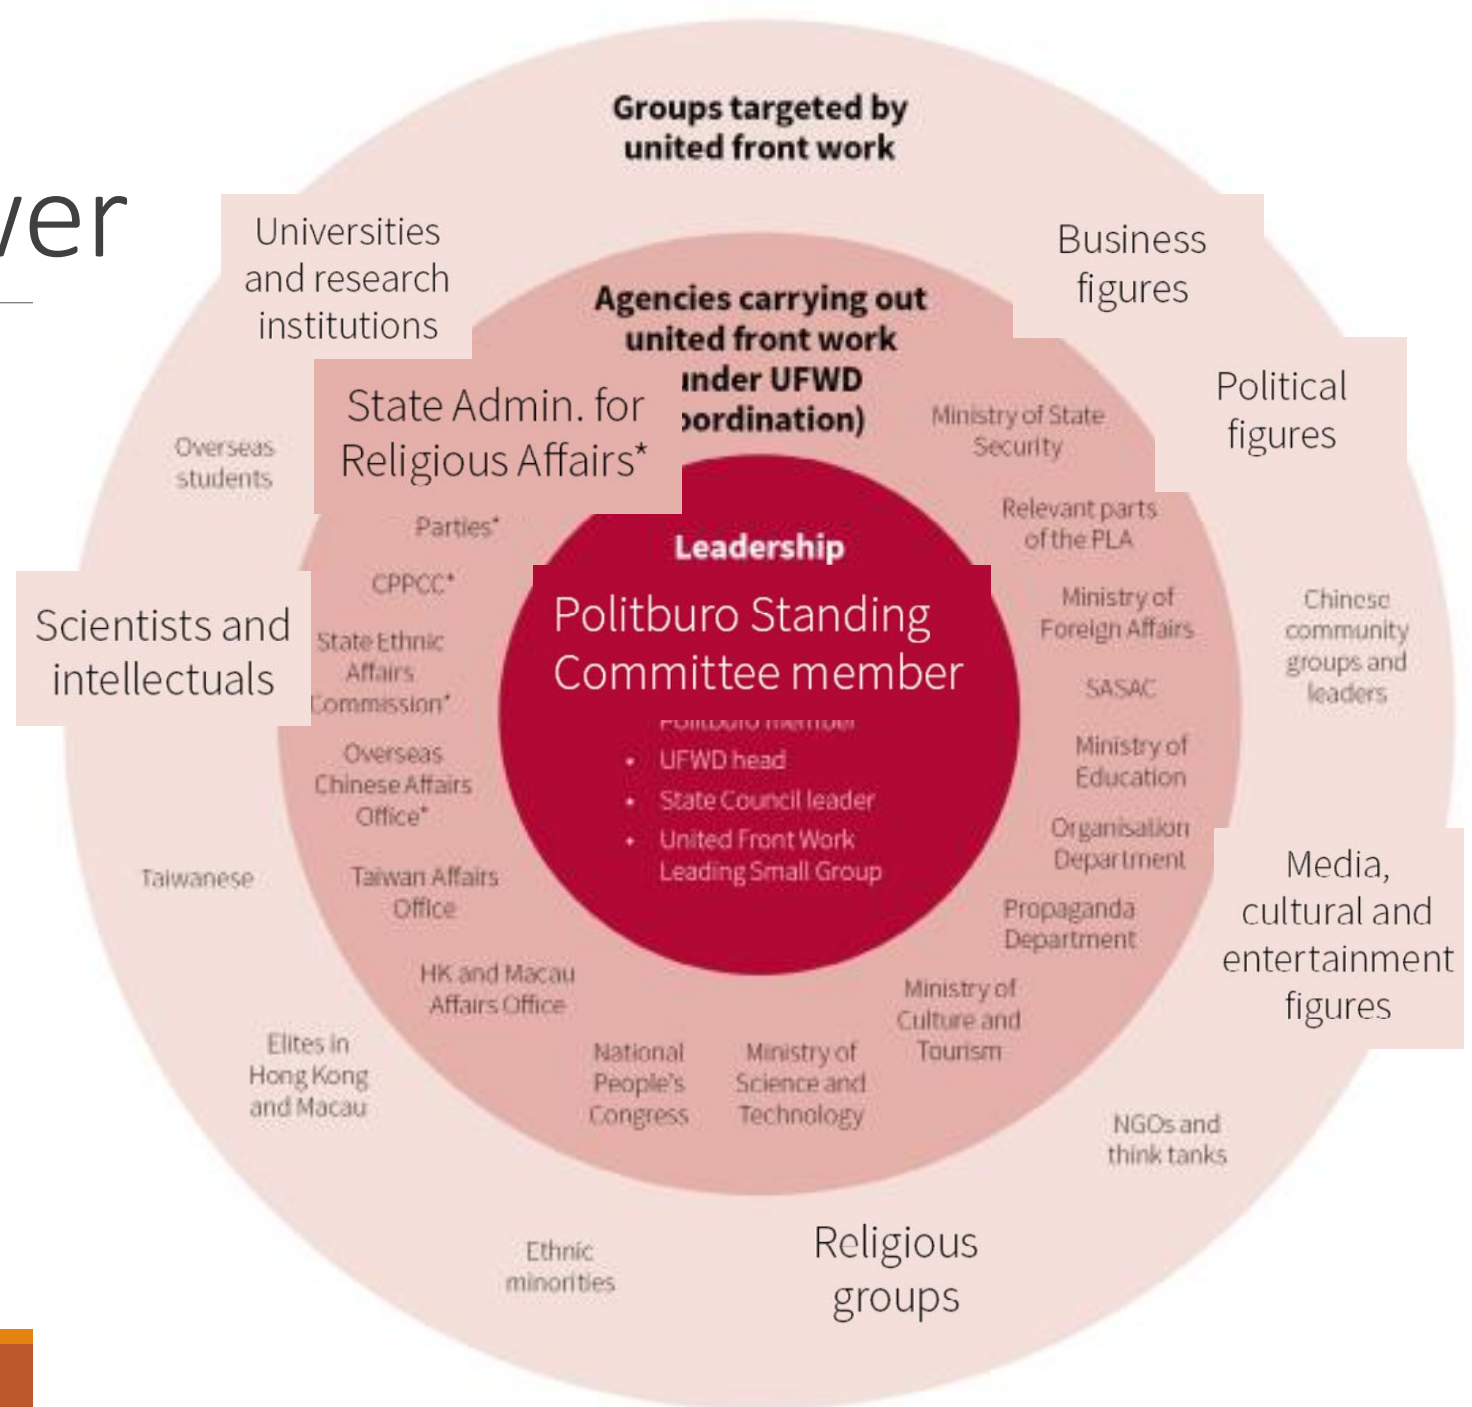 ver
Groups targeted by
united front work
Universities
and research
institutions
Business
figures
Agencies carrying out
united front work
under UFWD
oordination)
Political
figures
State Admin. for
Religious Affairs*
Ministry of State
Security
Overseas
students
Parties*
Relevant parts
of the PLA
Leadership
CPPCC*
Politburo Standing
Committee member
Ministry of
Foreign Affairs
Chinese
community
groups and
leaders
Scientists and
intellectuals
State Ethnic
Affairs
Commission*
SASAC
Politburo member
• UFWD head
• State Council leader
• United Front Work
Leading Small Group
Overseas
Chinese Affairs
Office*
Ministry of
Education
Organisation
Department
Media,
cultural and
entertainment
figures
Taiwanese
Taiwan Affairs
Office
Propaganda
Department
HK and Macau
Affairs Office
Ministry of
Culture and
Tourism
Elites in
Hong Kong
and Macau
National
People's
Congress
Ministry of
Science and
Technology
NGOs and
think tanks
Ethnic
minorities
Religious
groups